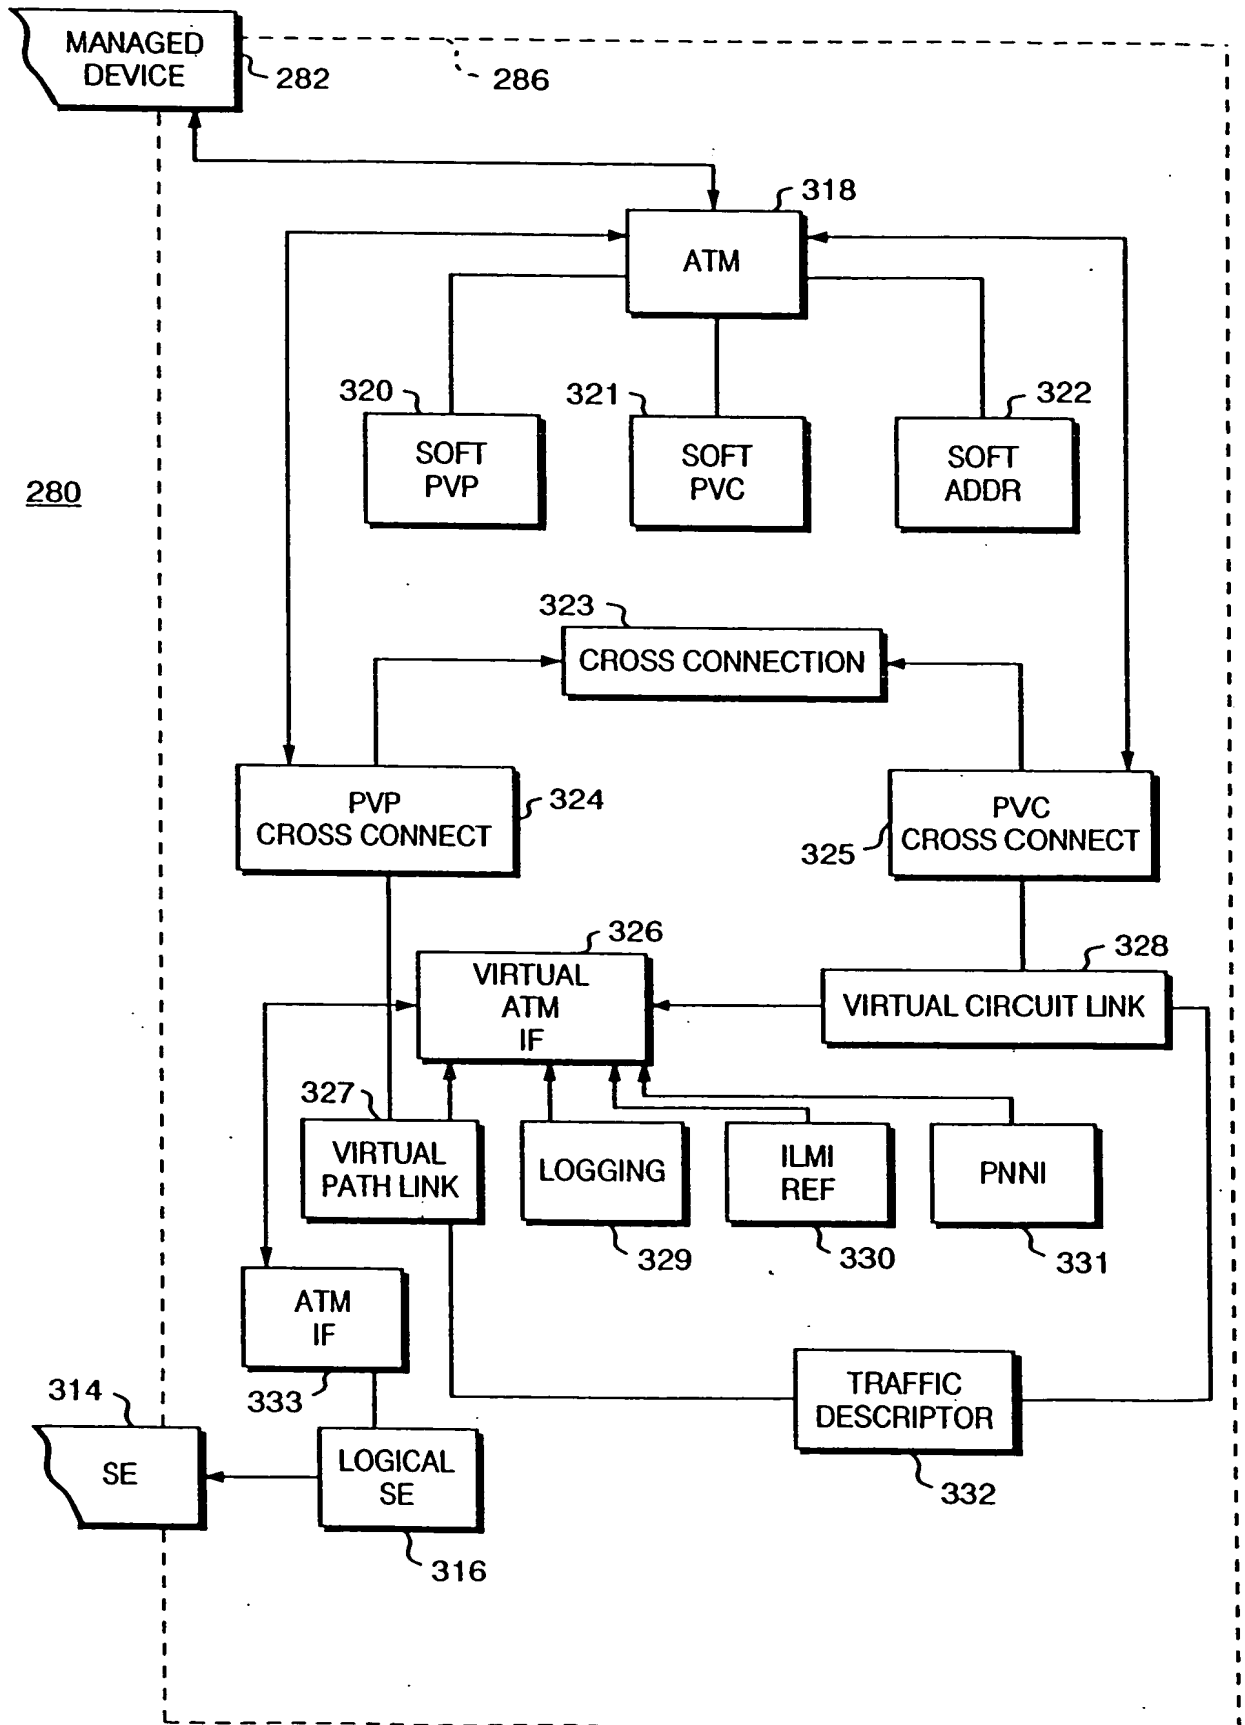 MANAGED
DEVICE
282
286
318
ATM
320
321
322
SOFT
PVP
SOFT
PVC
SOFT
ADDR
280
323
CROSS CONNECTION
PVP
CROSS CONNECT
324
PVC
CROSS CONNECT
325
326
VIRTUAL
ATM
IF
328
VIRTUAL CIRCUIT LINK
327
VIRTUAL
PATH LINK
LOGGING
329
ILMI
REF
330
PNNI
331
ATM
IF
333
TRAFFIC
DESCRIPTOR
332
314
SE
LOGICAL
SE
316